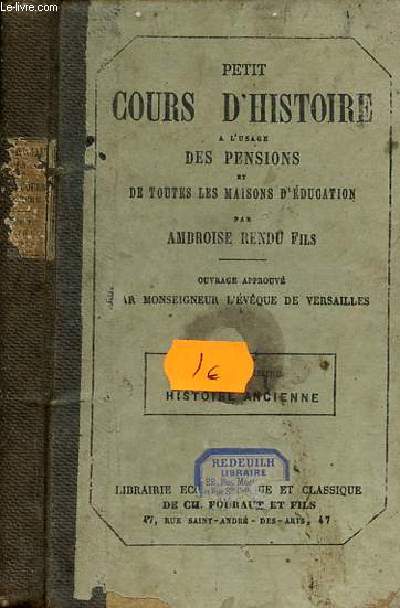 Le-livre.com
PETIT
COURS D'HISTOIRE
A L'USAGE
DES PENSIONS
ET
DE TOUTES LES MAISONS D'ÉDUCATION
PAR
AMBROISE RENDU FILS
OUVRAGE APPROUVÉ
AR MONSEIGNEUR L'ÉVÊQUE DE VERSAILLES
1€
HISTOIRE ANCIENNE
REDEUILH
LIBRAIRE
LIBRAIRIE ET CLASSIQUE
DE CH. FOURAUT ET FILS
47, RUE SAINT-ANDRÉ-DES-ARTS, 47